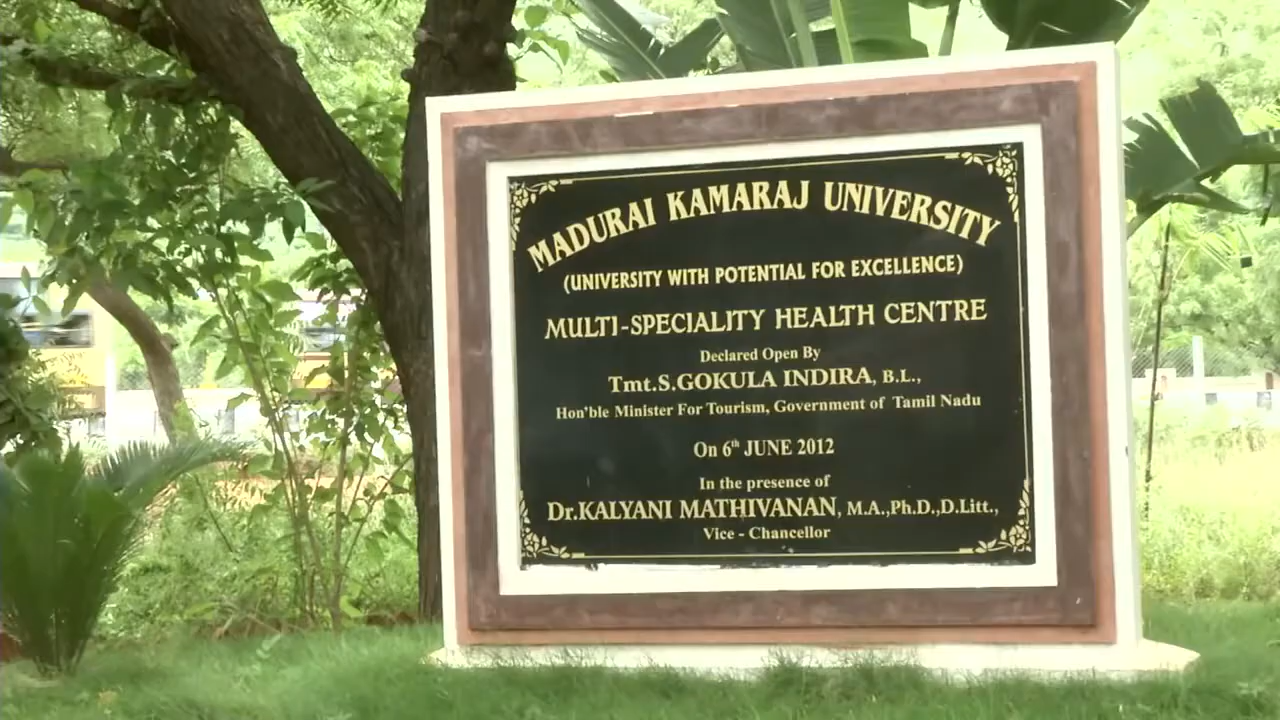 MADURAI KAMARAJ UNIVERSITY
(UNIVERSITY WITH POTENTIAL FOR EXCELLENCE)
MULTI-SPECIALITY HEALTH CENTRE
Declared Open By
Tmt.S.GOKULA INDIRA, B.L.,
Hon'ble Minister For Tourism, Government of Tamil Nadu
On 6th JUNE 2012
In the presence of
Dr.KALYANI MATHIVANAN, M.A.,Ph.D.,D.Litt.,
Vice - Chancellor